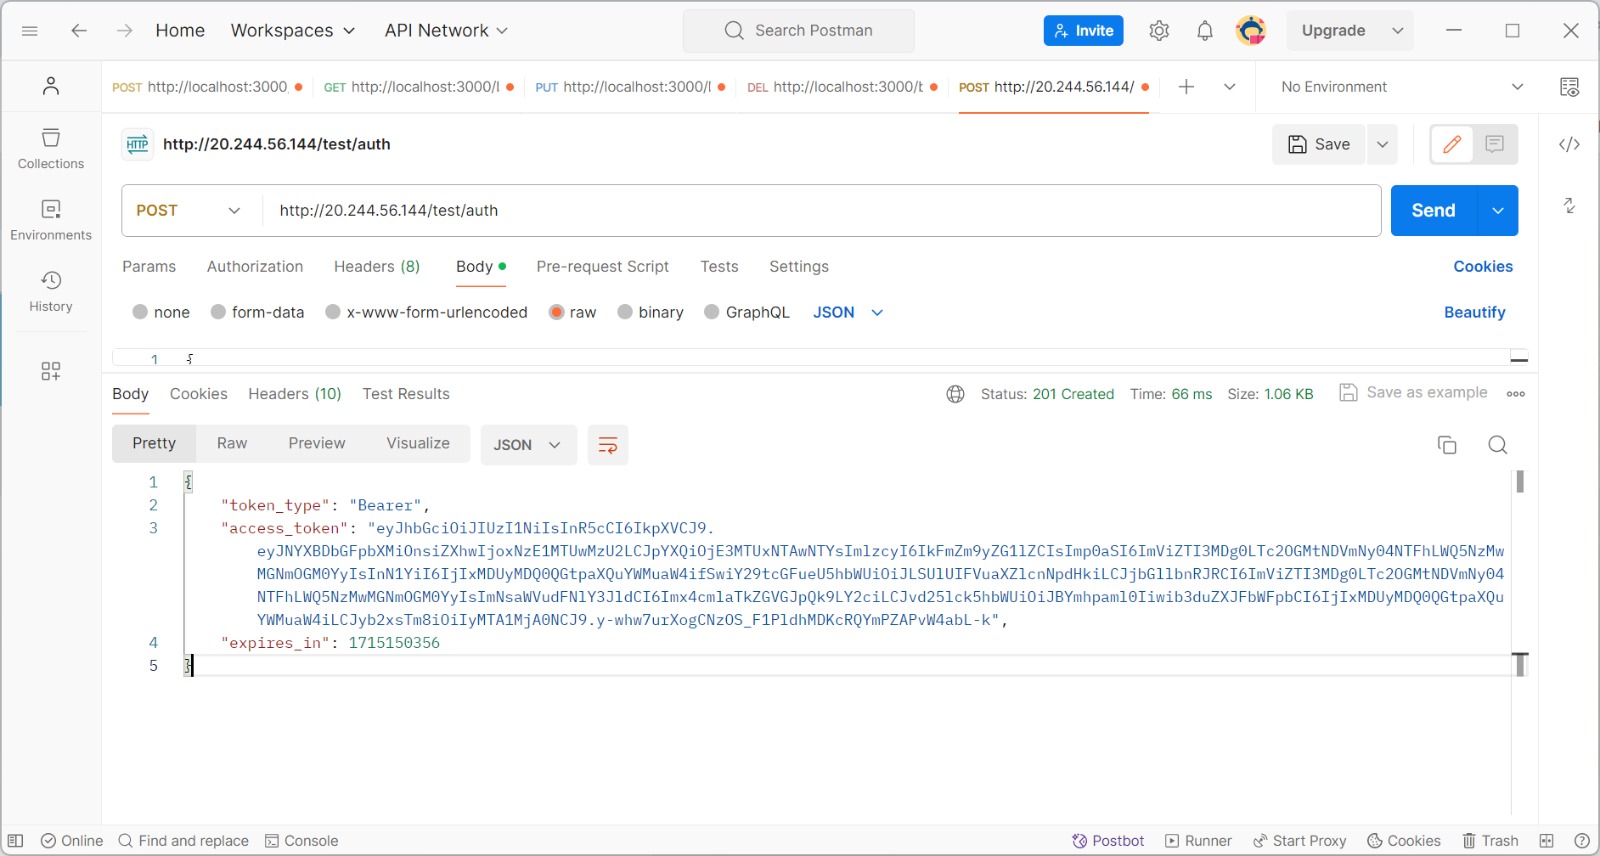 Home Workspaces API Network Search Postman Invite Upgrade
POST http://localhost:3000, GET http://localhost:3000/l PUT http://localhost:3000/l DEL http://localhost:3000/b POST http://20.244.56.144/ No Environment
HTTP http://20.244.56.144/test/auth Save
Collections
POST http://20.244.56.144/test/auth Send
Environments
Params Authorization Headers (8) Body Pre-request Script Tests Settings Cookies
History
none form-data x-www-form-urlencoded raw binary GraphQL JSON Beautify
1 {
Body Cookies Headers (10) Test Results Status: 201 Created Time: 66 ms Size: 1.06 KB Save as example
Pretty Raw Preview Visualize JSON
1 {
2 "token_type": "Bearer",
3 "access_token": "eyJhbGciOiJIUzI1NiIsInR5cCI6IkpXVCJ9.
eyJNYXBDbGFpbXMiOnsiZXhwIjoxNzE1MTUwMzU2LCJpYXQiOjE3MTUxNTAwNTYsImlzcyI6IkFmZm9yZG1lZCIsImp0aSI6ImViZTI3MDg0LTc2OGMtNDVmNy04NTFhLWQ5NzMw
MGNmOGM0YyIsInN1YiI6IjIxMDUyMDQ0QGtpaXQuYWMuaW4ifSwiY29tcGFueU5hbWUiOiJLSUlUIFVuaXZlcnNpdHkiLCJjbGllbnRJRCI6ImViZTI3MDg0LTc2OGMtNDVmNy04
NTFhLWQ5NzMwMGNmOGM0YyIsImNsaWVudFNlY3JldCI6Imx4cmlaTkZGVGJpQk9LY2ciLCJvd25lck5hbWUiOiJBYmhpaml0Iiwib3duZXJFbWFpbCI6IjIxMDUyMDQ0QGtpaXQu
YWMuaW4iLCJyb2xsTm8iOiIyMTA1MjA0NCJ9.y-whw7urXogCNzOS_F1PldhMDKcRQYmPZAPvW4abL-k",
4 "expires_in": 1715150356
5 }
Online Find and replace Console Postbot Runner Start Proxy Cookies Trash